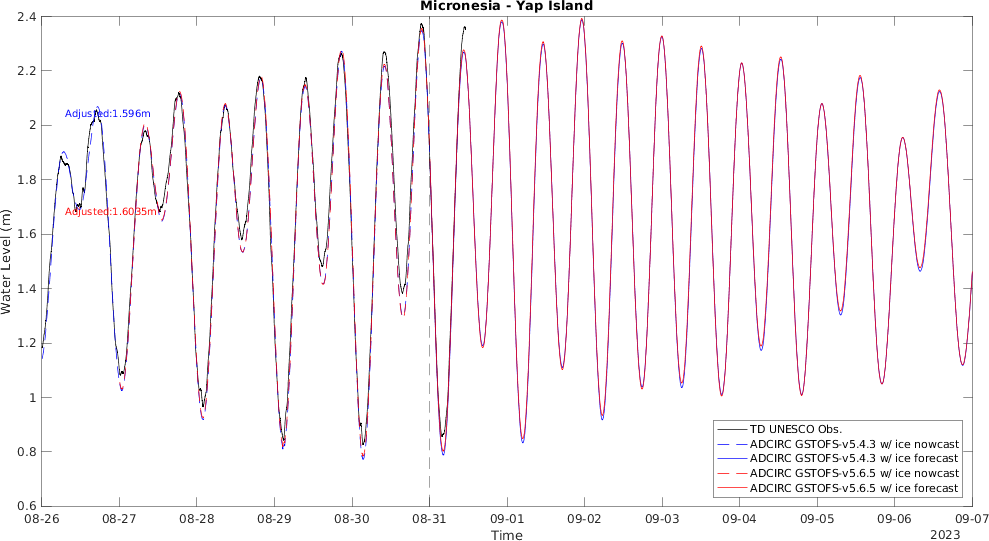 Micronesia - Yap Island
Water Level (m)
2.4
2.2
2
1.8
1.6
1.4
1.2
1
0.8
0.6
Adjusted:1.596m
Adjusted:1.6035m
TD UNESCO Obs.
ADCIRC GSTOFS-v5.4.3 w/ ice nowcast
ADCIRC GSTOFS-v5.4.3 w/ ice forecast
ADCIRC GSTOFS-v5.6.5 w/ ice nowcast
ADCIRC GSTOFS-v5.6.5 w/ ice forecast
08-26 08-27 08-28 08-29 08-30 08-31 09-01 09-02 09-03 09-04 09-05 09-06 09-07
Time
2023